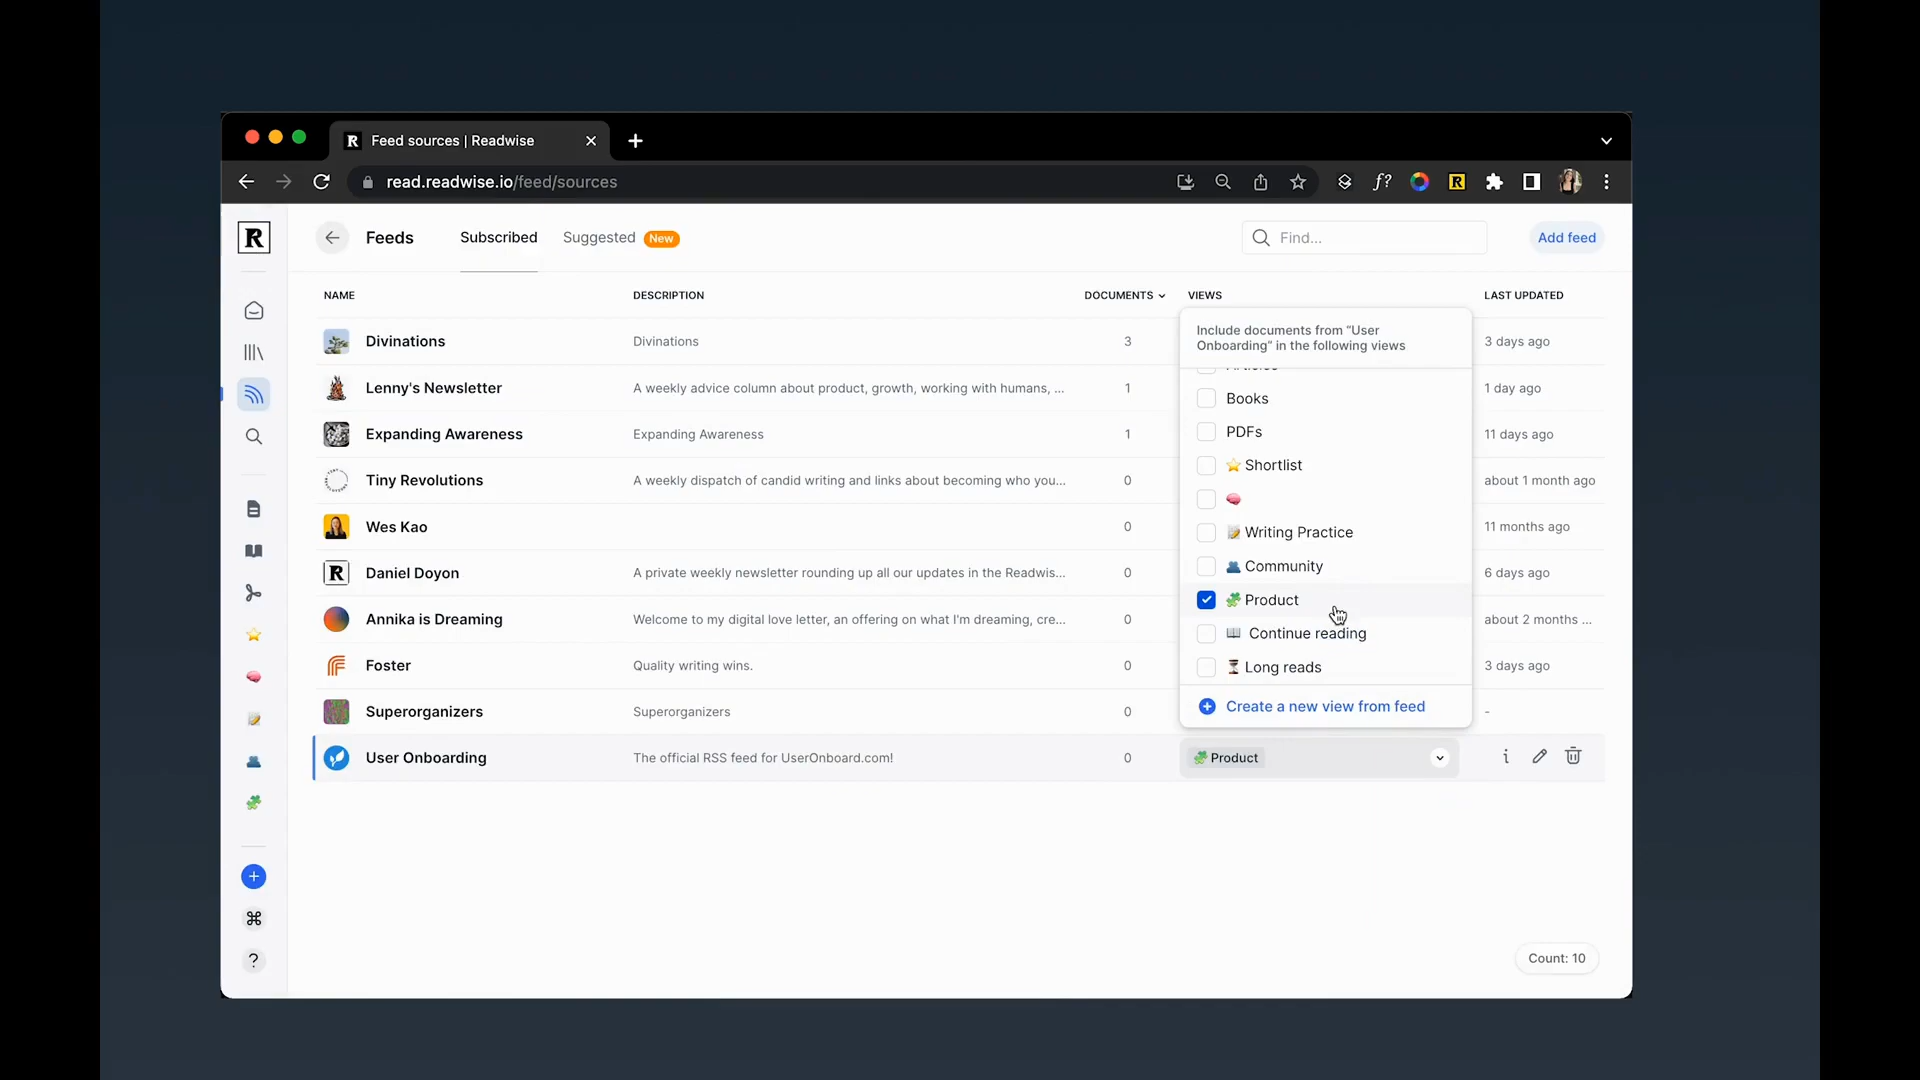 Feed sources | Readwise
read.readwise.io/feed/sources
R
Feeds
Subscribed
Suggested New
Find...
Add feed
NAME
DESCRIPTION
DOCUMENTS
VIEWS
LAST UPDATED
Divinations
Divinations
3
3 days ago
Lenny's Newsletter
A weekly advice column about product, growth, working with humans, ...
1
1 day ago
Expanding Awareness
Expanding Awareness
1
11 days ago
Tiny Revolutions
A weekly dispatch of candid writing and links about becoming who you...
0
about 1 month ago
Wes Kao
0
11 months ago
Daniel Doyon
A private weekly newsletter rounding up all our updates in the Readwis...
0
6 days ago
Annika is Dreaming
Welcome to my digital love letter, an offering on what I'm dreaming, cre...
0
about 2 months ...
Foster
Quality writing wins.
0
3 days ago
Superorganizers
Superorganizers
0
-
User Onboarding
The official RSS feed for UserOnboard.com!
0
Product
Include documents from “User
Onboarding” in the following views
Books
PDFs
Shortlist
Writing Practice
Community
Product
Continue reading
Long reads
Create a new view from feed
Count: 10